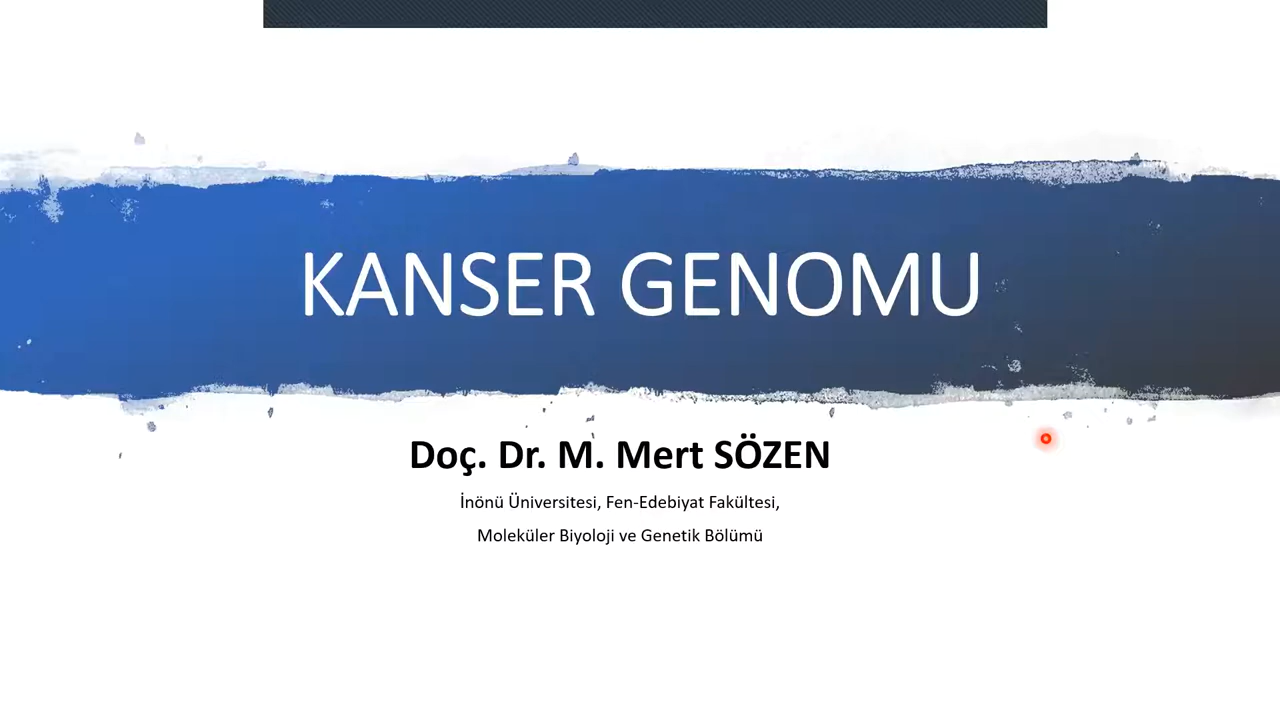 KANSER GENOMU
Doç. Dr. M. Mert SÖZEN
İnönü Üniversitesi, Fen-Edebiyat Fakültesi,
Moleküler Biyoloji ve Genetik Bölümü